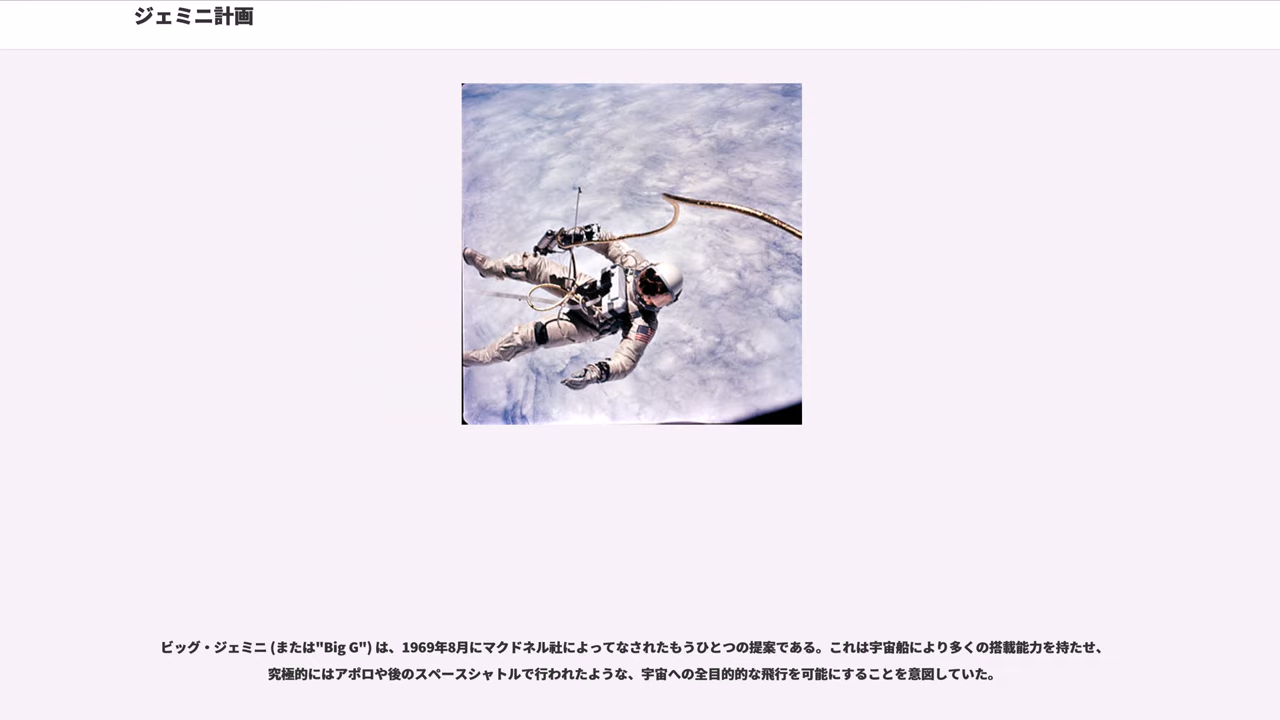 ジェミニ計画
ビッグ・ジェミニ (または"Big G") は、1969年8月にマクドネル社によってなされたもうひとつの提案である。これは宇宙船により多くの搭載能力を持たせ、
究極的にはアポロや後のスペースシャトルで行われたような、宇宙への全目的的な飛行を可能にすることを意図していた。